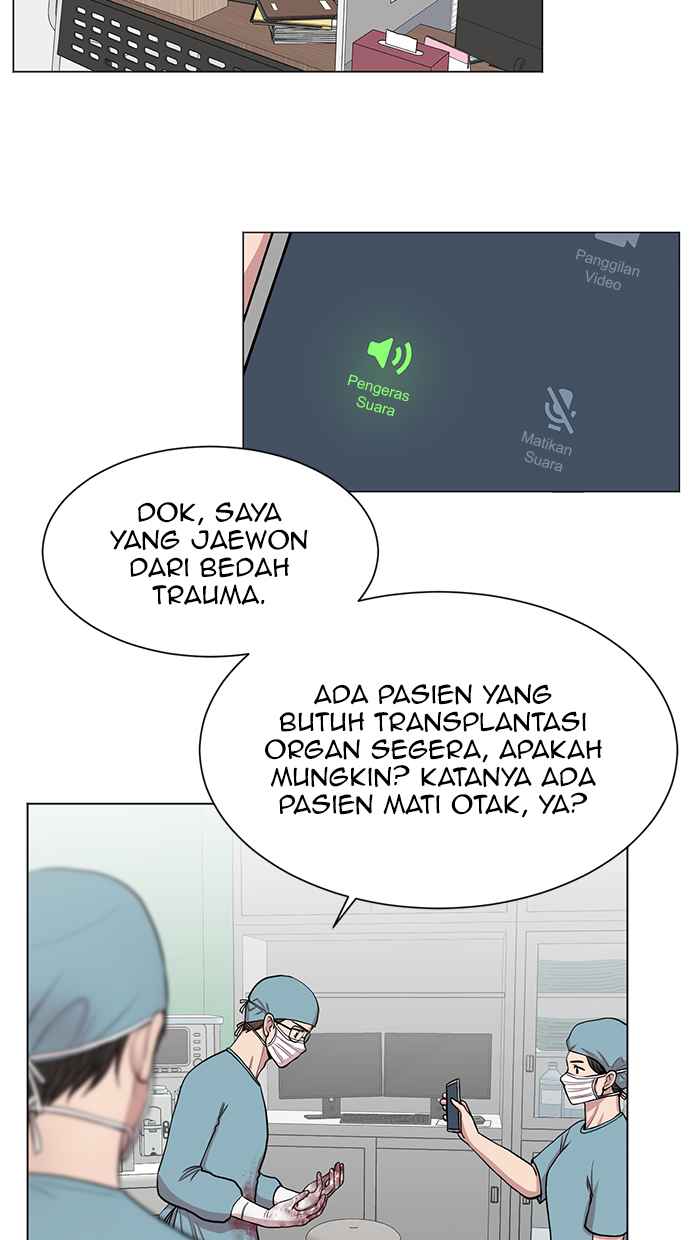 Panggilan
Video
Pengeras
Suara
Matikan
Suara
DOK, SAYA
YANG JAEWON
DARI BEDAH
TRAUMA.
ADA PASIEN YANG
BUTUH TRANSPLANTASI
ORGAN SEGERA, APAKAH
MUNGKIN? KATANYA ADA
PASIEN MATI OTAK, YA?